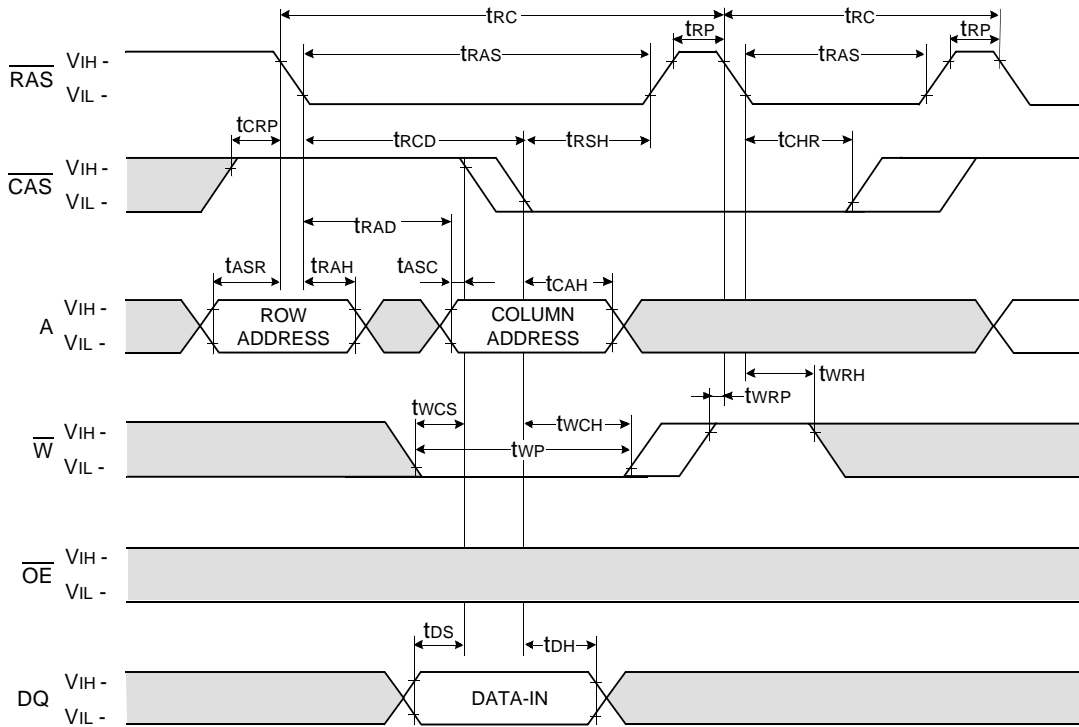 tRC tRC
tRP tRP
tRAS tRAS
RAS VIH -
VIL -
tCRP tRCD tRSH tCHR
CAS VIH -
VIL -
tRAD
tASR tRAH tASC tCAH
A VIH -
VIL -
ROW
ADDRESS
COLUMN
ADDRESS
tWRH
tWRP
tWCS tWCH
tWP
W VIH -
VIL -
OE VIH -
VIL -
tDS tDH
DQ VIH -
VIL -
DATA-IN